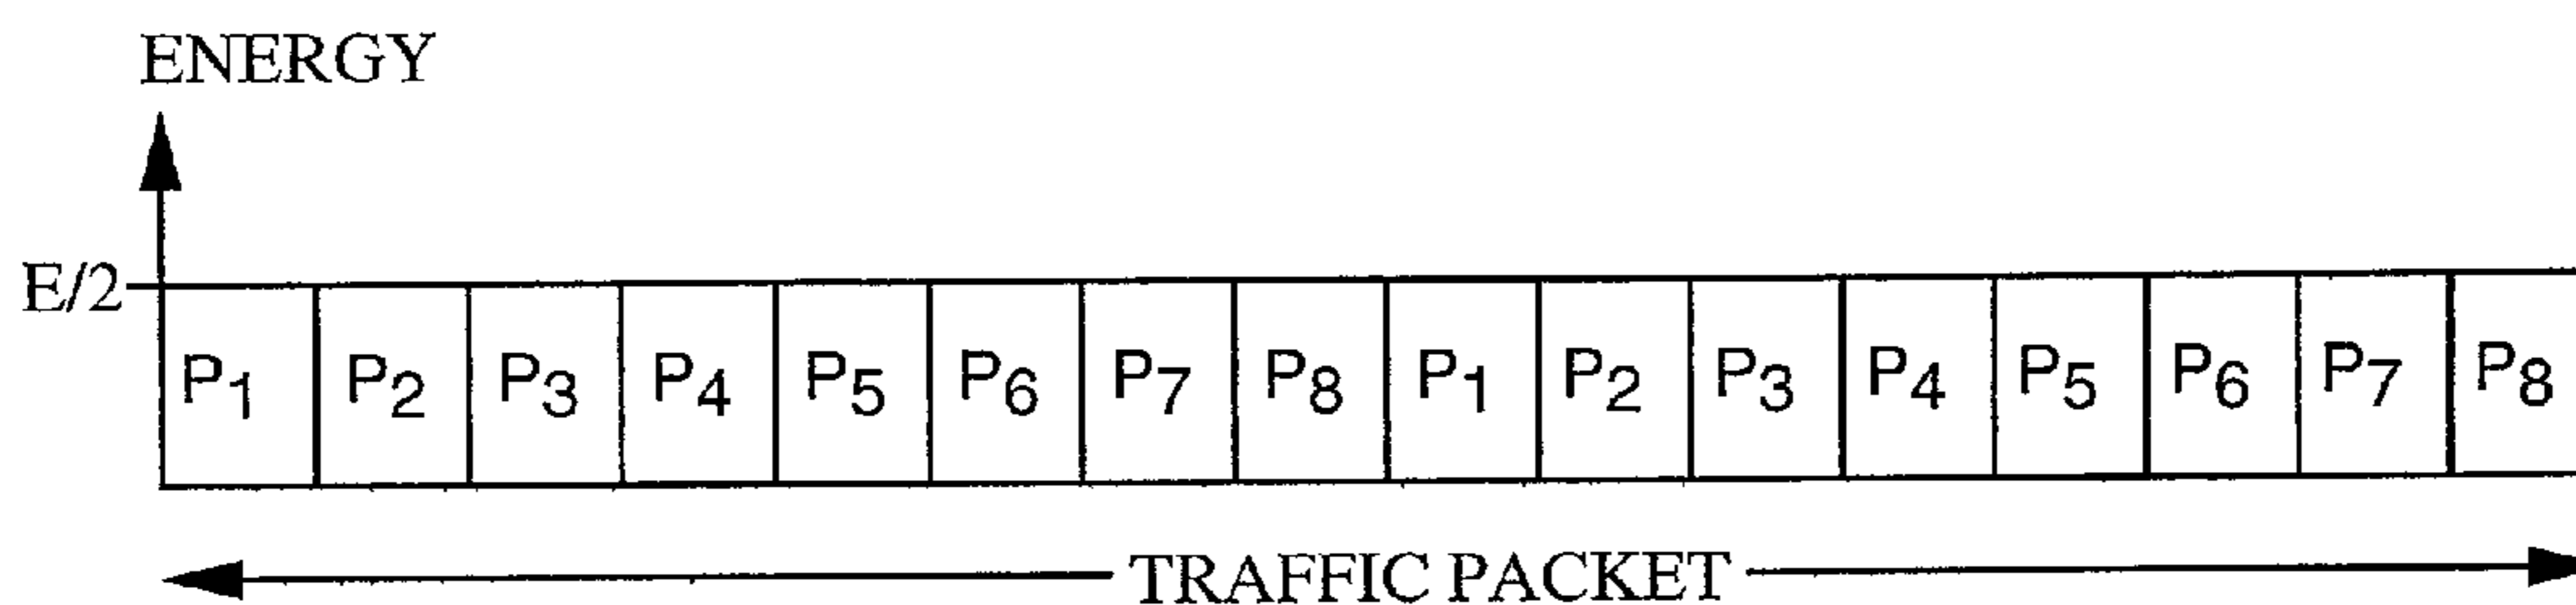 ENERGY
E/2
P1 P2 P3 P4 P5 P6 P7 P8 P1 P2 P3 P4 P5 P6 P7 P8
TRAFFIC PACKET